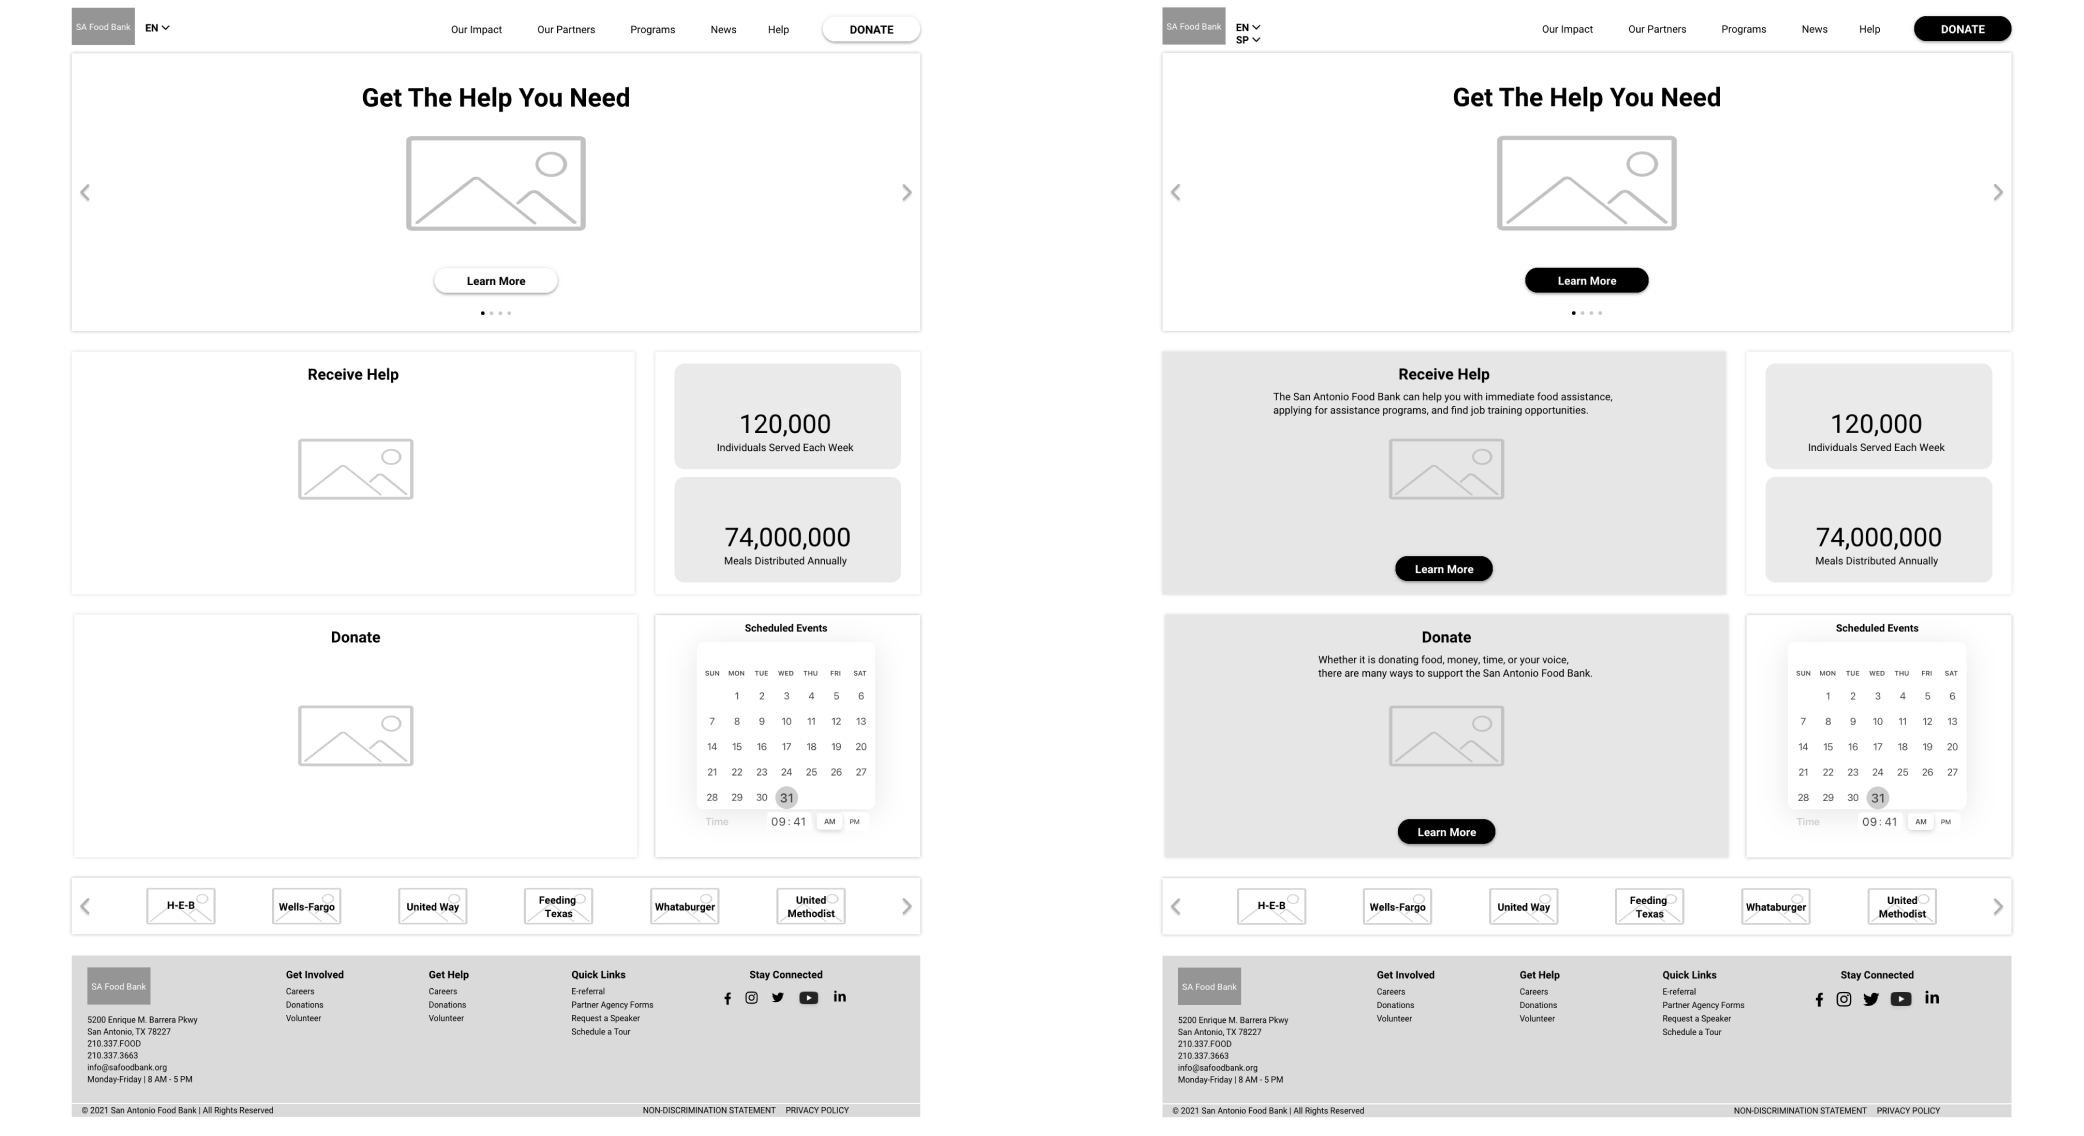 SA Food Bank
EN
Our Impact Our Partners Programs News Help DONATE
Get The Help You Need
Learn More
Receive Help
120,000
Individuals Served Each Week
74,000,000
Meals Distributed Annually
Donate
Scheduled Events
SUN MON TUE WED THU FRI SAT
1 2 3 4 5 6
7 8 9 10 11 12 13
14 15 16 17 18 19 20
21 22 23 24 25 26 27
28 29 30 31
Time 09:41 AM PM
H-E-B
Wells-Fargo
United Way
Feeding
Texas
Whataburger
United
Methodist
SA Food Bank
5200 Enrique M. Barrera Pkwy
San Antonio, TX 78227
210.337.FOOD
210.337.3663
info@safoodbank.org
Monday-Friday | 8 AM - 5 PM
Get Involved
Careers
Donations
Volunteer
Get Help
Careers
Donations
Volunteer
Quick Links
E-referral
Partner Agency Forms
Request a Speaker
Schedule a Tour
Stay Connected
© 2021 San Antonio Food Bank | All Rights Reserved
NON-DISCRIMINATION STATEMENT PRIVACY POLICY
SA Food Bank
EN
SP
Our Impact Our Partners Programs News Help DONATE
Get The Help You Need
Learn More
Receive Help
The San Antonio Food Bank can help you with immediate food assistance,
applying for assistance programs, and find job training opportunities.
Learn More
120,000
Individuals Served Each Week
74,000,000
Meals Distributed Annually
Donate
Whether it is donating food, money, time, or your voice,
there are many ways to support the San Antonio Food Bank.
Learn More
Scheduled Events
SUN MON TUE WED THU FRI SAT
1 2 3 4 5 6
7 8 9 10 11 12 13
14 15 16 17 18 19 20
21 22 23 24 25 26 27
28 29 30 31
Time 09:41 AM PM
H-E-B
Wells-Fargo
United Way
Feeding
Texas
Whataburger
United
Methodist
SA Food Bank
5200 Enrique M. Barrera Pkwy
San Antonio, TX 78227
210.337.FOOD
210.337.3663
info@safoodbank.org
Monday-Friday | 8 AM - 5 PM
Get Involved
Careers
Donations
Volunteer
Get Help
Careers
Donations
Volunteer
Quick Links
E-referral
Partner Agency Forms
Request a Speaker
Schedule a Tour
Stay Connected
© 2021 San Antonio Food Bank | All Rights Reserved
NON-DISCRIMINATION STATEMENT PRIVACY POLICY